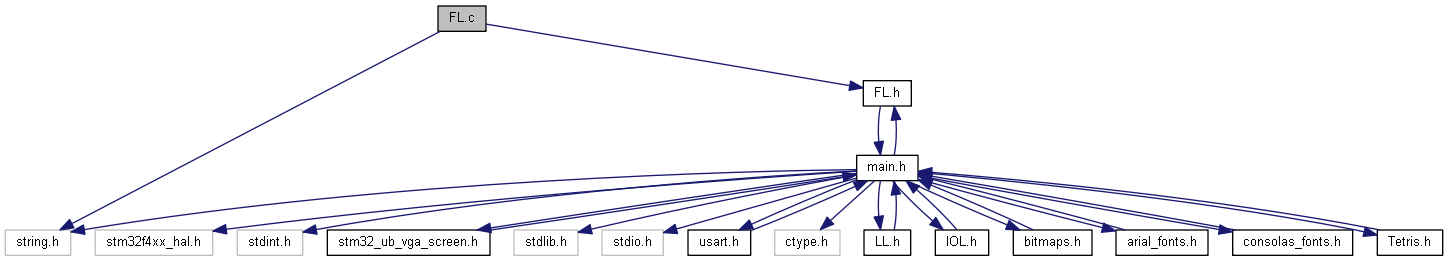 FL.c
FL.h
main.h
string.h
stm32f4xx_hal.h
stdint.h
stm32_ub_vga_screen.h
stdlib.h
stdio.h
usart.h
ctype.h
LL.h
IOL.h
bitmaps.h
arial_fonts.h
consolas_fonts.h
Tetris.h